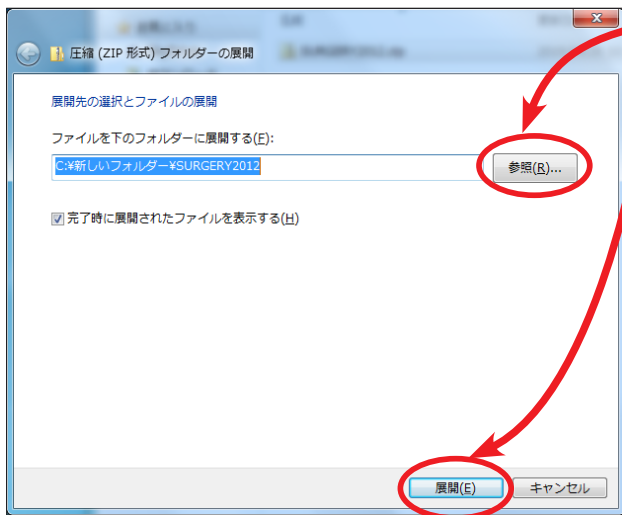 圧縮 (ZIP 形式) フォルダーの展開
展開先の選択とファイルの展開
ファイルを下のフォルダーに展開する(F):
C:¥新しいフォルダー¥SURGERY2012
参照(R)...
完了時に展開されたファイルを表示する(H)
展開(E)
キャンセル